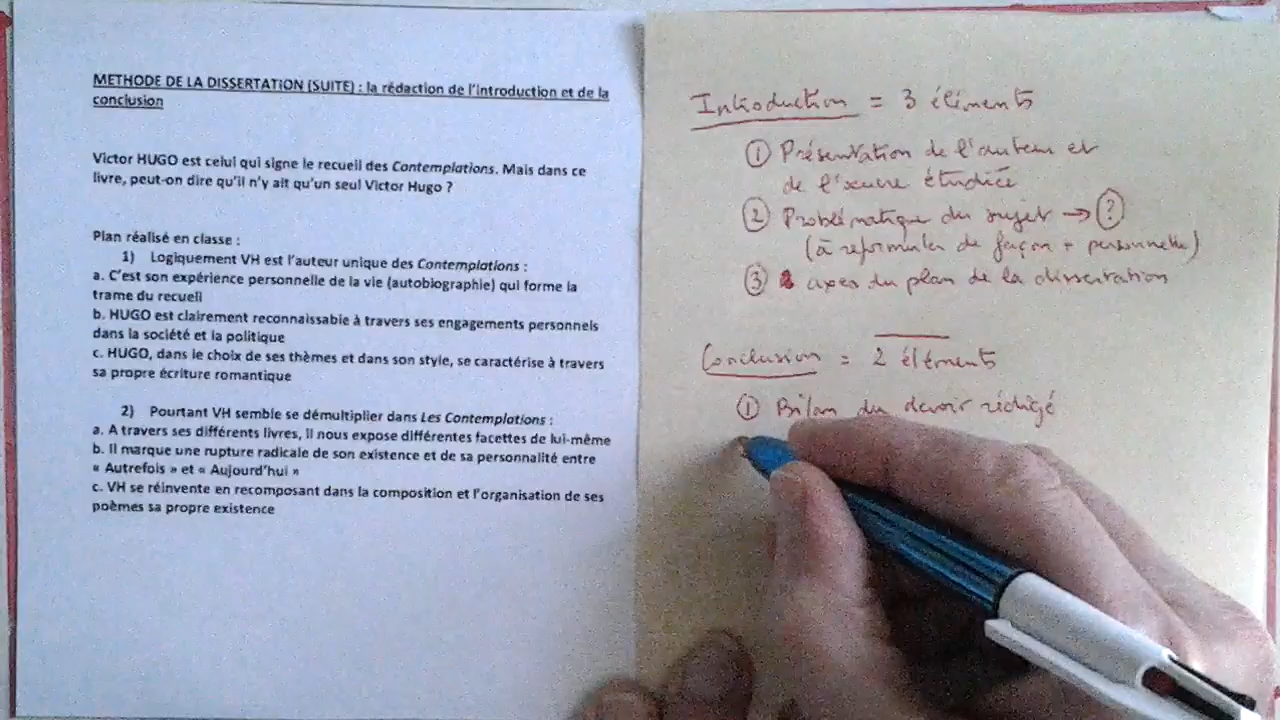 METHODE DE LA DISSERTATION (SUITE) : la rédaction de l'introduction et de la
conclusion
Victor HUGO est celui qui signe le recueil des Contemplations. Mais dans ce
livre, peut-on dire qu'il n'y ait qu'un seul Victor Hugo ?
Plan réalisé en classe :
1) Logiquement VH est l'auteur unique des Contemplations :
a. C'est son expérience personnelle de la vie (autobiographie) qui forme la
trame du recueil
b. HUGO est clairement reconnaissable à travers ses engagements personnels
dans la société et la politique
c. HUGO, dans le choix de ses thèmes et dans son style, se caractérise à travers
sa propre écriture romantique
2) Pourtant VH semble se démultiplier dans Les Contemplations :
a. A travers ses différents livres, il nous expose différentes facettes de lui-même
b. Il marque une rupture radicale de son existence et de sa personnalité entre
« Autrefois » et « Aujourd'hui »
c. VH se réinvente en recomposant dans la composition et l'organisation de ses
poèmes sa propre existence
Introduction = 3 éléments
① Présentation de l'auteur et
de l'œuvre étudiée
② Problématique du sujet → ?
(à reformuler de façon + personnelle)
③ axes du plan de la dissertation
Conclusion = 2 éléments
① Bilan du devoir rédigé